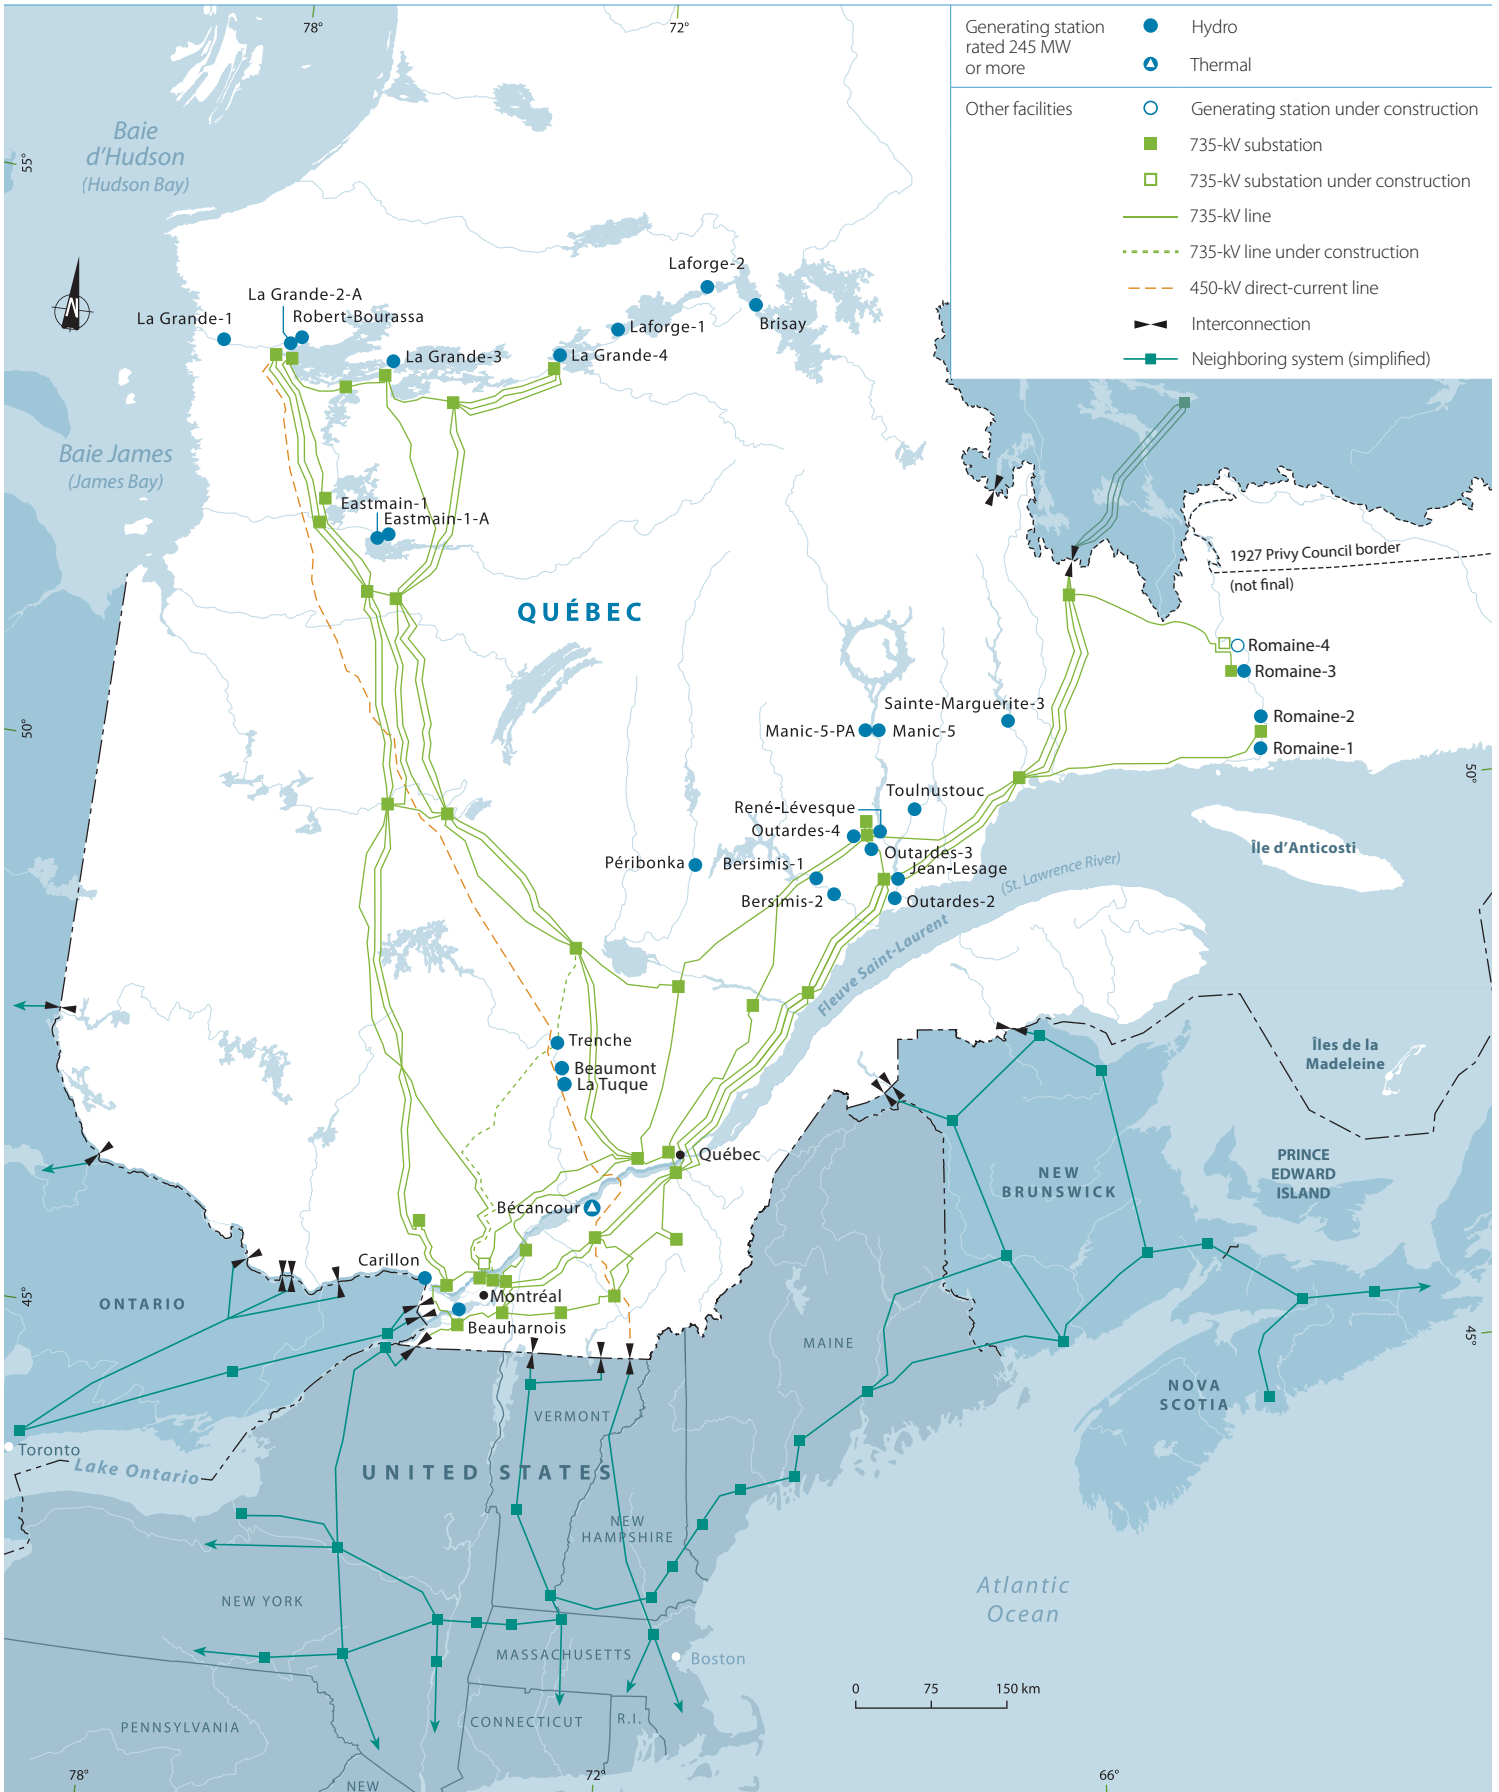 78°
72°
Generating station
rated 245 MW
or more
Hydro
Thermal
Other facilities
Generating station under construction
735-kV substation
735-kV substation under construction
735-kV line
735-kV line under construction
450-kV direct-current line
Interconnection
Neighboring system (simplified)
Baie
d'Hudson
(Hudson Bay)
55°
N
Laforge-2
La Grande-2-A
Robert-Bourassa
La Grande-1
Laforge-1
Brisay
La Grande-3
La Grande-4
Baie James
(James Bay)
Eastmain-1
Eastmain-1-A
1927 Privy Council border
(not final)
QUÉBEC
Romaine-4
Romaine-3
Sainte-Marguerite-3
Romaine-2
50°
Manic-5-PA
Manic-5
Romaine-1
50°
Toulnustouc
René-Lévesque
Outardes-4
Île d'Anticosti
Outardes-3
Péribonka
Bersimis-1
Jean-Lesage
(St. Lawrence River)
Bersimis-2
Outardes-2
Fleuve Saint-Laurent
Trenche
Îles de la
Madeleine
Beaumont
La Tuque
Québec
PRINCE
EDWARD
ISLAND
NEW
BRUNSWICK
Bécancour
Carillon
45°
ONTARIO
Montréal
Beauharnois
MAINE
45°
NOVA
SCOTIA
VERMONT
Toronto
Lake Ontario
UNITED STATES
NEW
HAMPSHIRE
Atlantic
Ocean
NEW YORK
MASSACHUSETTS
Boston
0 75 150 km
PENNSYLVANIA
CONNECTICUT
R.I.
78°
NEW
72°
66°